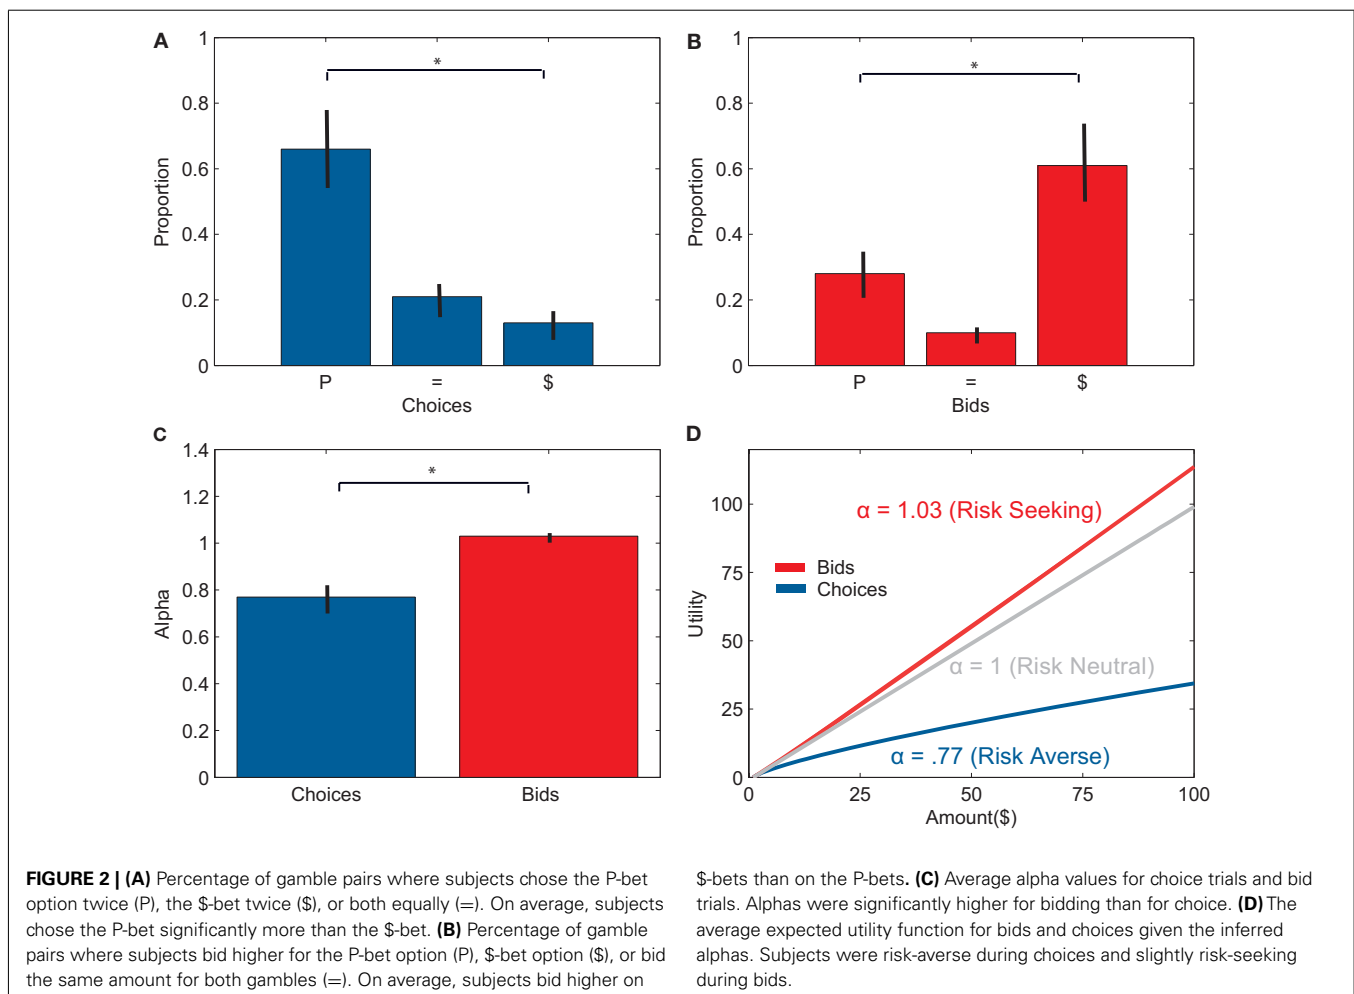 A
1
0.8
0.6
0.4
0.2
0
Proportion
*
P
=
$
Choices
B
1
0.8
0.6
0.4
0.2
0
Proportion
*
P
=
$
Bids
C
1.4
1.2
1
0.8
0.6
0.4
0.2
0
Alpha
*
Choices
Bids
D
100
75
50
25
0
Utility
α = 1.03 (Risk Seeking)
Bids
Choices
α = 1 (Risk Neutral)
α = .77 (Risk Averse)
0
25
50
75
100
Amount($)
FIGURE 2 | (A) Percentage of gamble pairs where subjects chose the P-bet
option twice (P), the $-bet twice ($), or both equally (=). On average, subjects
chose the P-bet significantly more than the $-bet. (B) Percentage of gamble
pairs where subjects bid higher for the P-bet option (P), $-bet option ($), or bid
the same amount for both gambles (=). On average, subjects bid higher on
$-bets than on the P-bets. (C) Average alpha values for choice trials and bid
trials. Alphas were significantly higher for bidding than for choice. (D) The
average expected utility function for bids and choices given the inferred
alphas. Subjects were risk-averse during choices and slightly risk-seeking
during bids.